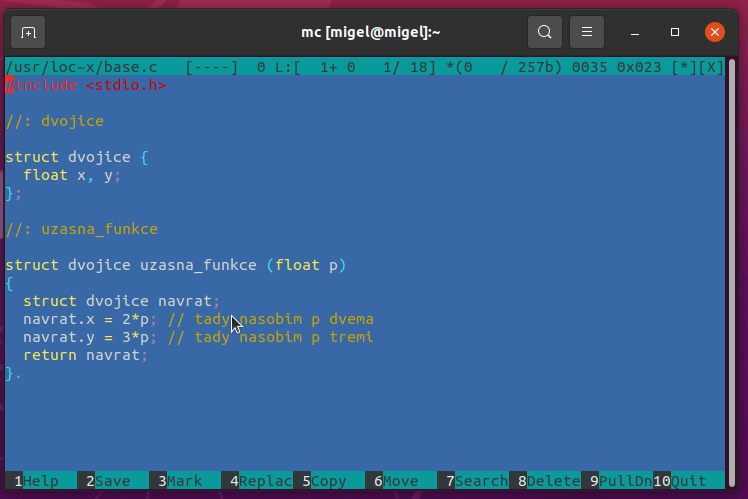 mc [migel@migel]:~
/usr/loc~x/base.c   [----]  0 L:[  1+ 0   1/ 18] *(0   / 257b) 0035 0x023 [*][X]
#include <stdio.h>
//: dvojice
struct dvojice {
  float x, y;
};
//: uzasna_funkce
struct dvojice uzasna_funkce (float p)
{
  struct dvojice navrat;
  navrat.x = 2*p; // tady nasobim p dvema
  navrat.y = 3*p; // tady nasobim p tremi
  return navrat;
}.
1Help  2Save  3Mark  4Replac 5Copy  6Move  7Search 8Delete 9PullDn 10Quit